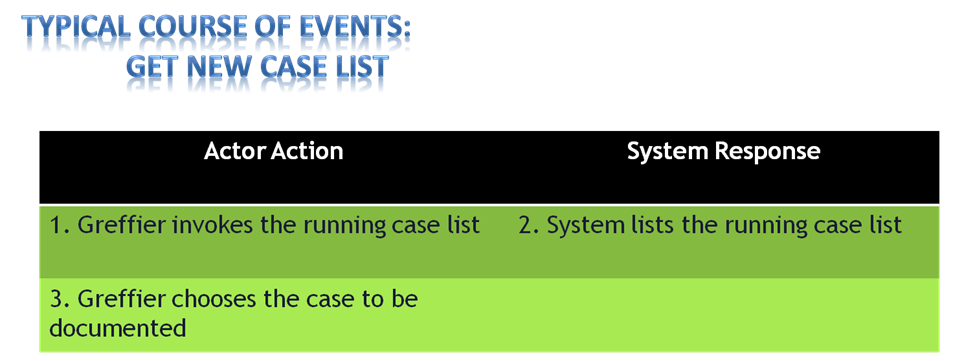 TYPICAL COURSE OF EVENTS:
GET NEW CASE LIST
Actor Action
System Response
1. Greffier invokes the running case list
2. System lists the running case list
3. Greffier chooses the case to be
documented